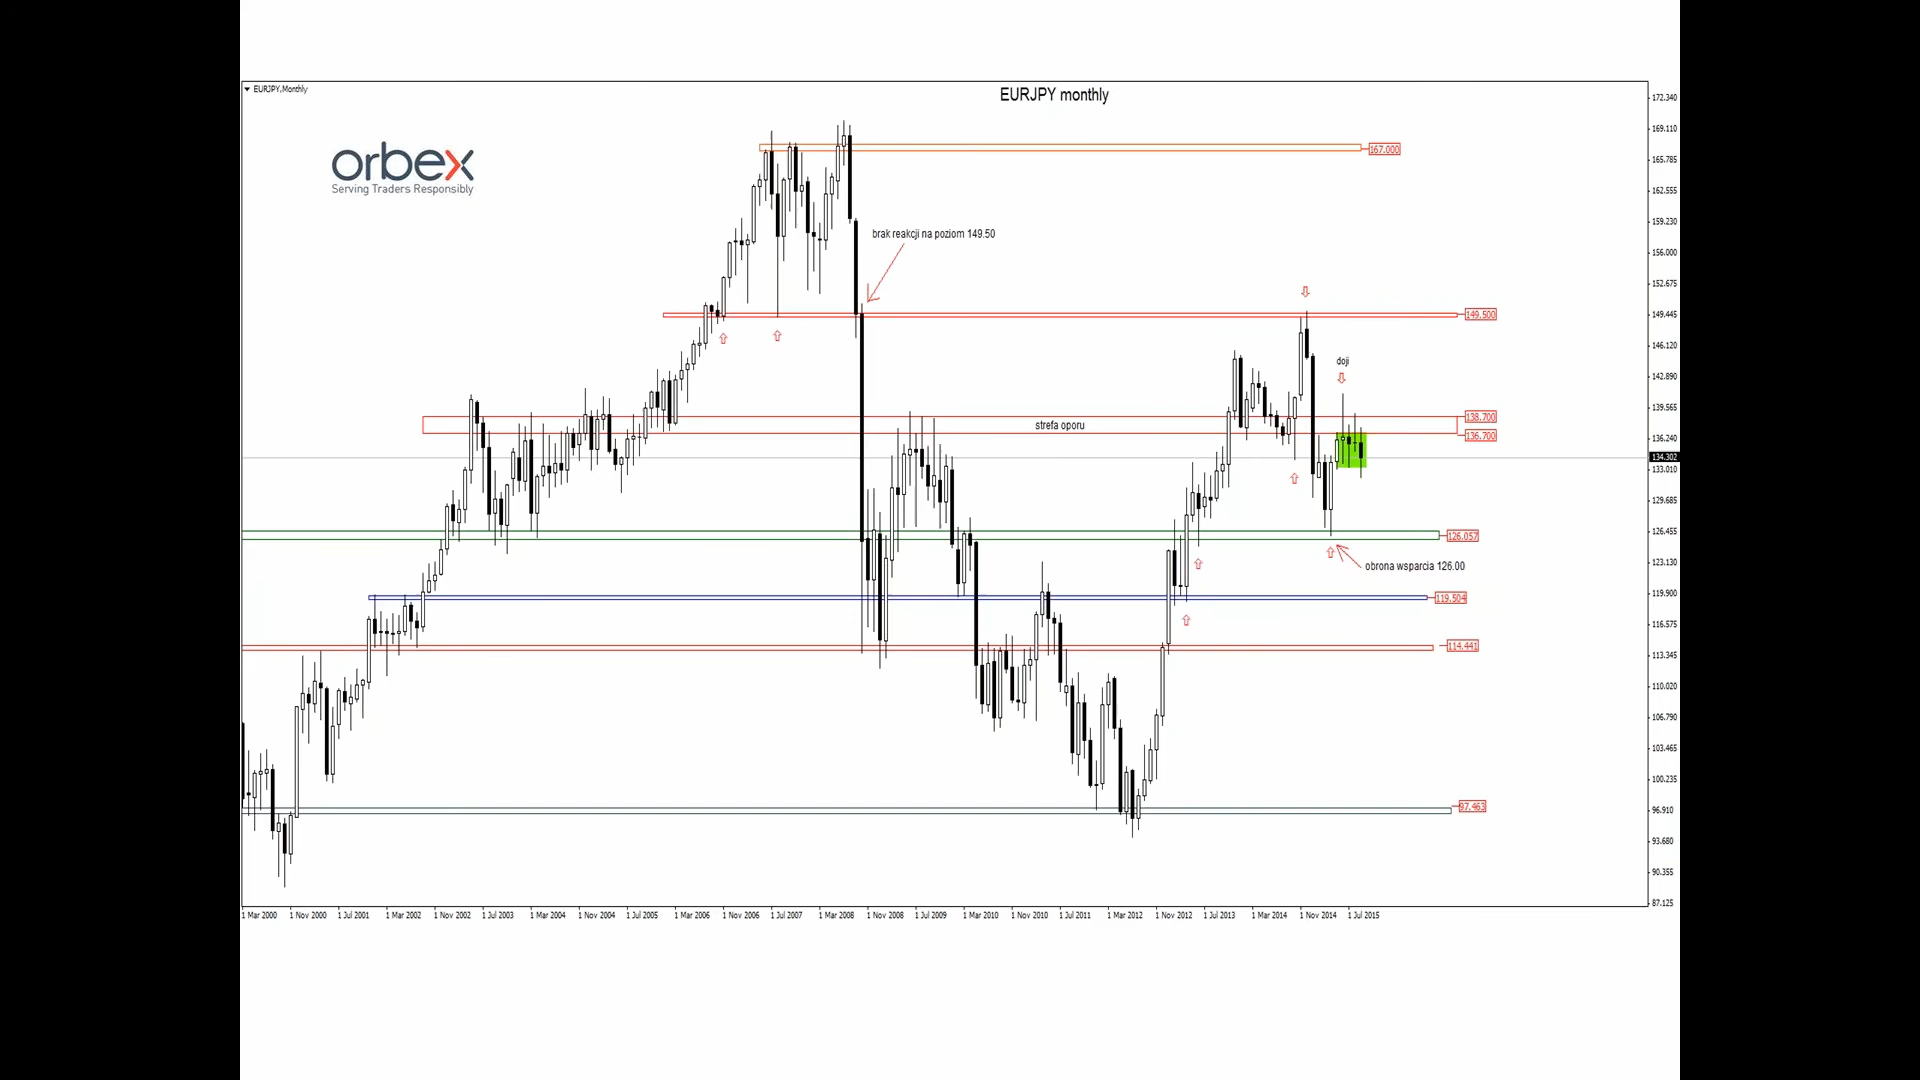 EURJPY,Monthly
EURJPY monthly
orbex
Serving Traders Responsibly
172.340
169.110
165.785
162.555
159.230
156.000
152.675
149.445
146.120
142.890
139.565
136.240
134.302
133.010
129.685
126.455
123.130
119.900
116.575
113.345
110.020
106.790
103.465
100.235
96.910
93.680
90.355
87.125
167.000
brak reakcji na poziom 149.50
149.500
doji
138.700
strefa oporu
136.700
126.057
obrona wsparcia 126.00
119.504
114.441
97.463
1 Mar 2000
1 Nov 2000
1 Jul 2001
1 Mar 2002
1 Nov 2002
1 Jul 2003
1 Mar 2004
1 Nov 2004
1 Jul 2005
1 Mar 2006
1 Nov 2006
1 Jul 2007
1 Mar 2008
1 Nov 2008
1 Jul 2009
1 Mar 2010
1 Nov 2010
1 Jul 2011
1 Mar 2012
1 Nov 2012
1 Jul 2013
1 Mar 2014
1 Nov 2014
1 Jul 2015